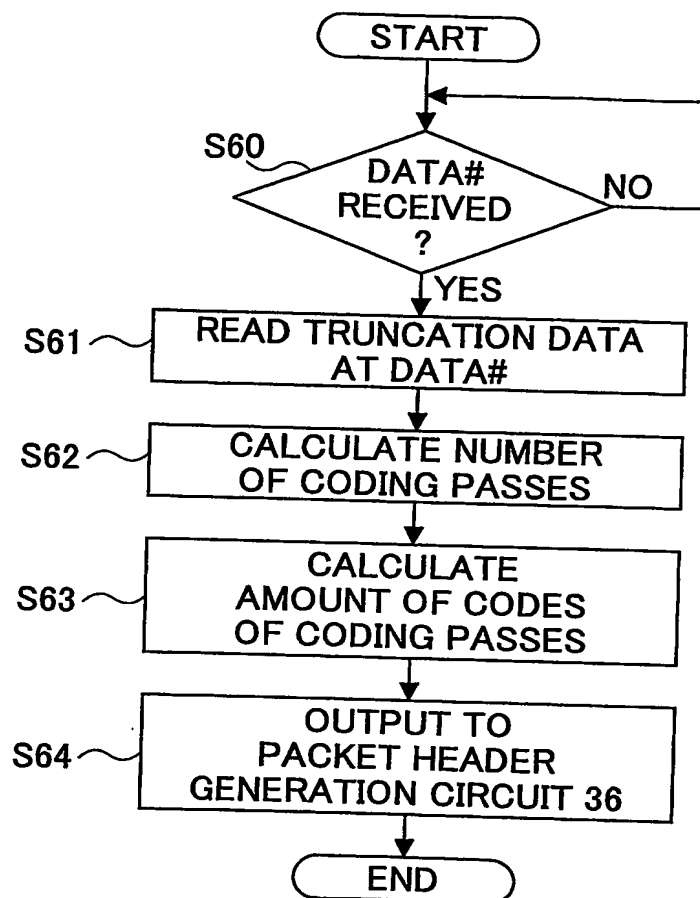 START
S60
DATA#
RECEIVED
?
NO
YES
S61
READ TRUNCATION DATA
AT DATA#
S62
CALCULATE NUMBER
OF CODING PASSES
S63
CALCULATE
AMOUNT OF CODES
OF CODING PASSES
S64
OUTPUT TO
PACKET HEADER
GENERATION CIRCUIT 36
END